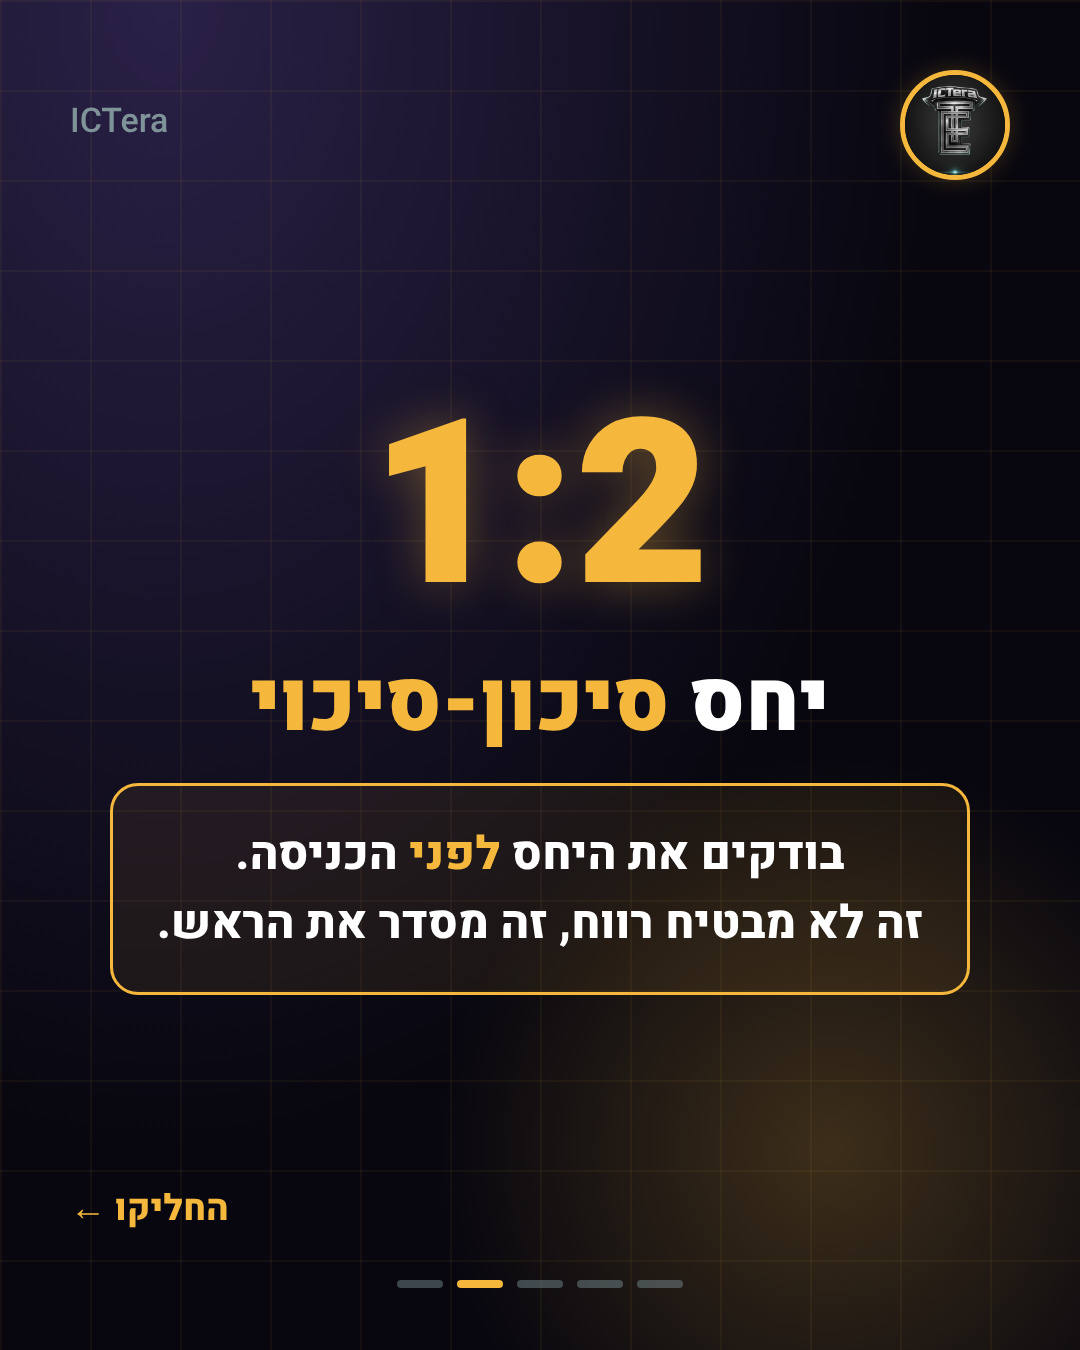 ICTera
ICTera
1:2
יחס סיכון-סיכוי
בודקים את היחס לפני הכניסה.
זה לא מבטיח רווח, זה מסדר את הראש.
החליקו ←